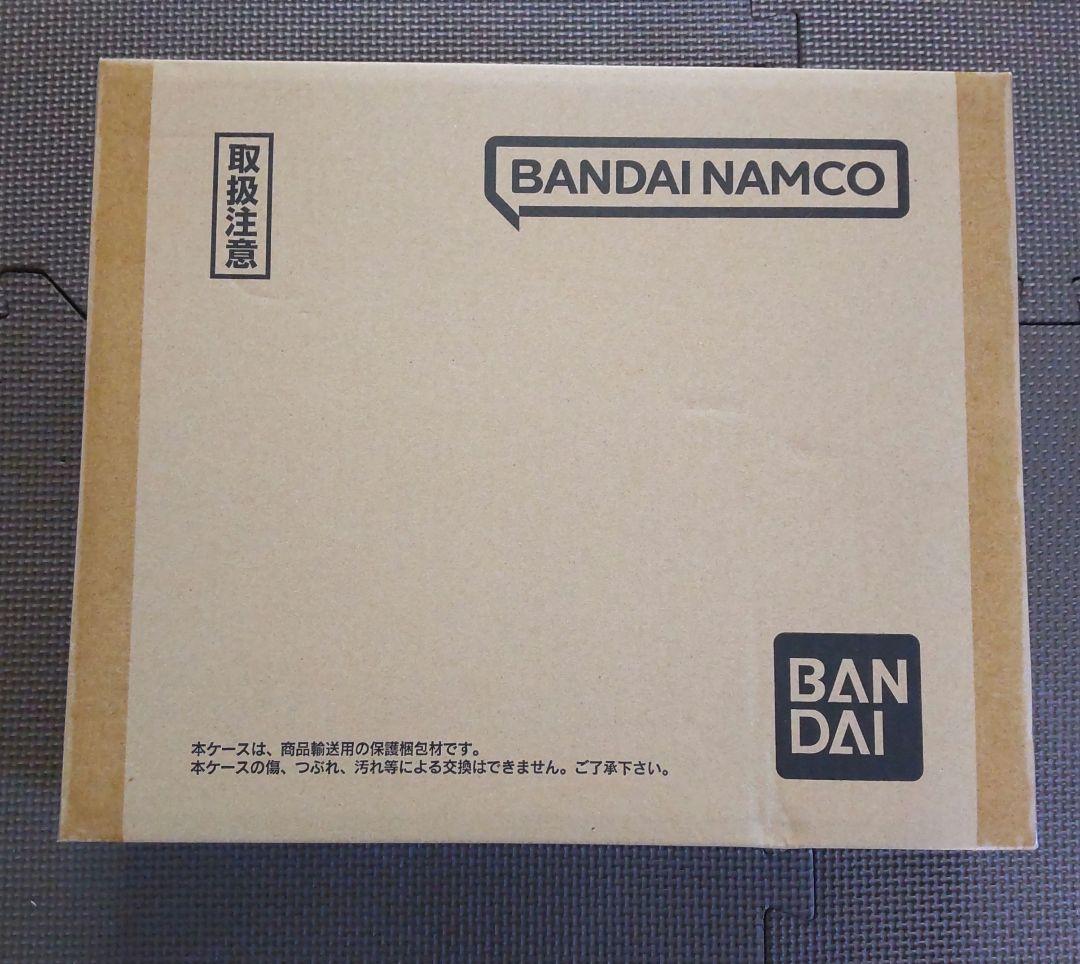 取扱注意
BANDAI NAMCO
BAN
DAI
本ケースは、商品輸送用の保護梱包材です。
本ケースの傷、つぶれ、汚れ等による交換はできません。ご了承下さい。